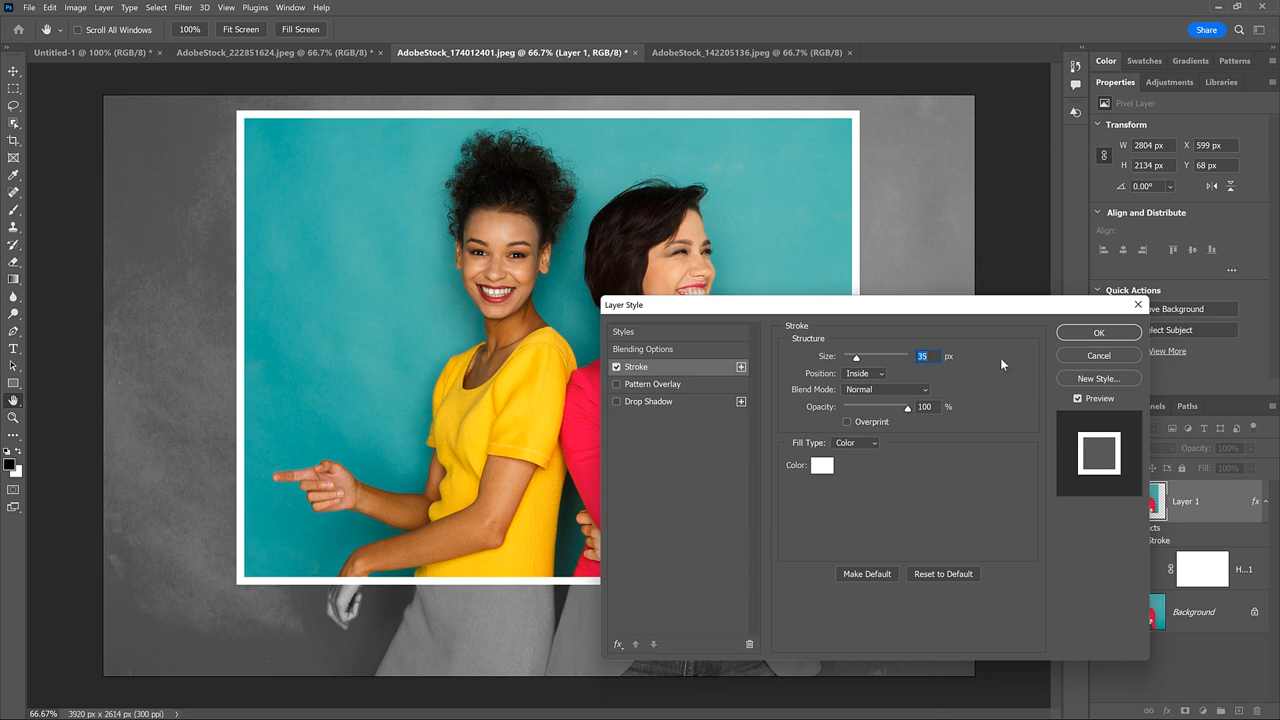 Ps File Edit Image Layer Type Select Filter 3D View Plugins Window Help
Scroll All Windows 100% Fit Screen Fill Screen Share
Untitled-1 @ 100% (RGB/8) * × AdobeStock_222851624.jpeg @ 66.7% (RGB/8) * × AdobeStock_174012401.jpeg @ 66.7% (Layer 1, RGB/8) * × AdobeStock_142205136.jpeg @ 66.7% (RGB/8) ×
Color Swatches Gradients Patterns
Properties Adjustments Libraries
Pixel Layer
Transform
W 2804 px X 599 px
H 2134 px Y 68 px
0.00°
Align and Distribute
Align:
Quick Actions
ve Background
elect Subject
View More
Layer Style
Styles
Blending Options
Stroke
Pattern Overlay
Drop Shadow
fx
Stroke
Structure
Size: 35 px
Position: Inside
Blend Mode: Normal
Opacity: 100 %
Overprint
Fill Type: Color
Color:
Make Default Reset to Default
OK
Cancel
New Style...
Preview
nels Paths
Opacity: 100%
Fill: 100%
Layer 1 fx
ects
Stroke
H...1
Background
66.67% 3920 px x 2614 px (300 ppi)
fx